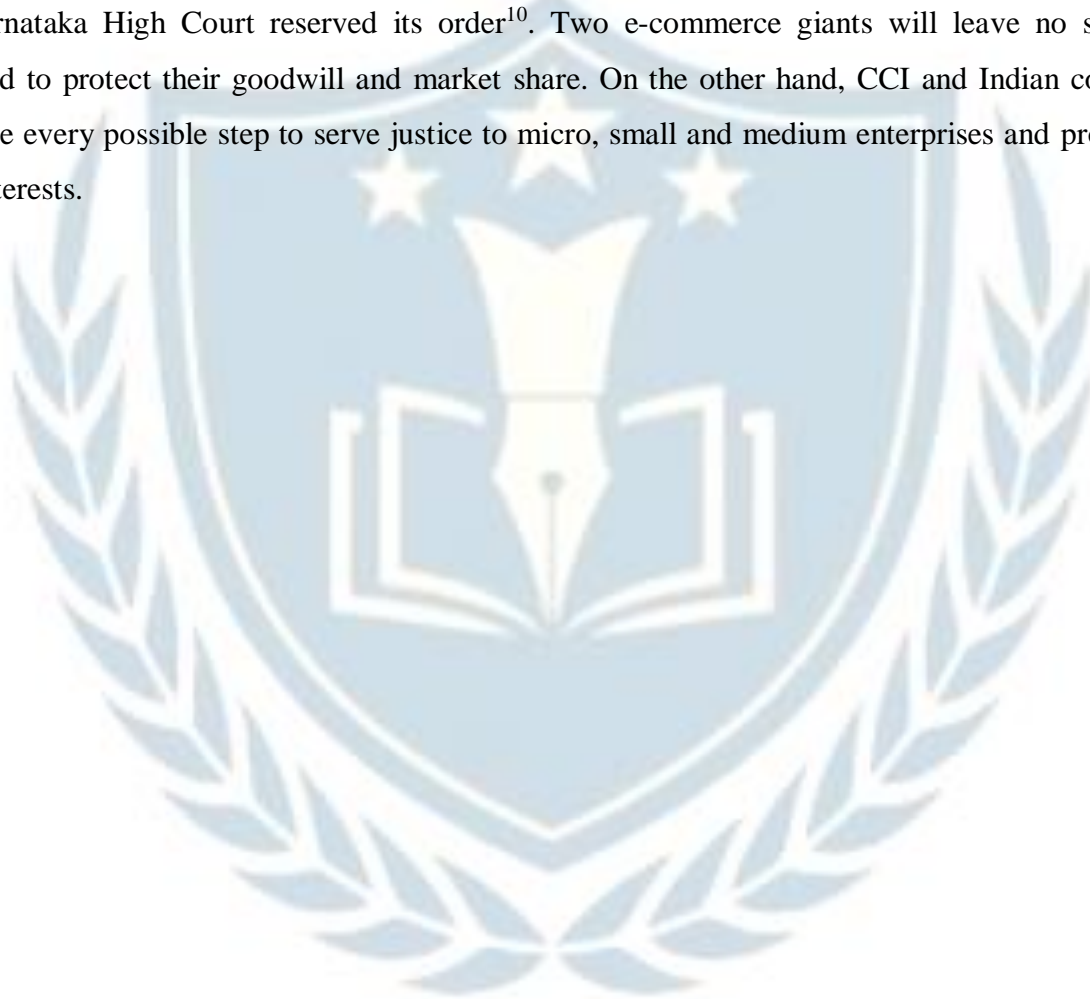 rnataka High Court reserved its order10. Two e-commerce giants will leave no s
d to protect their goodwill and market share. On the other hand, CCI and Indian co
e every possible step to serve justice to micro, small and medium enterprises and pro
terests.